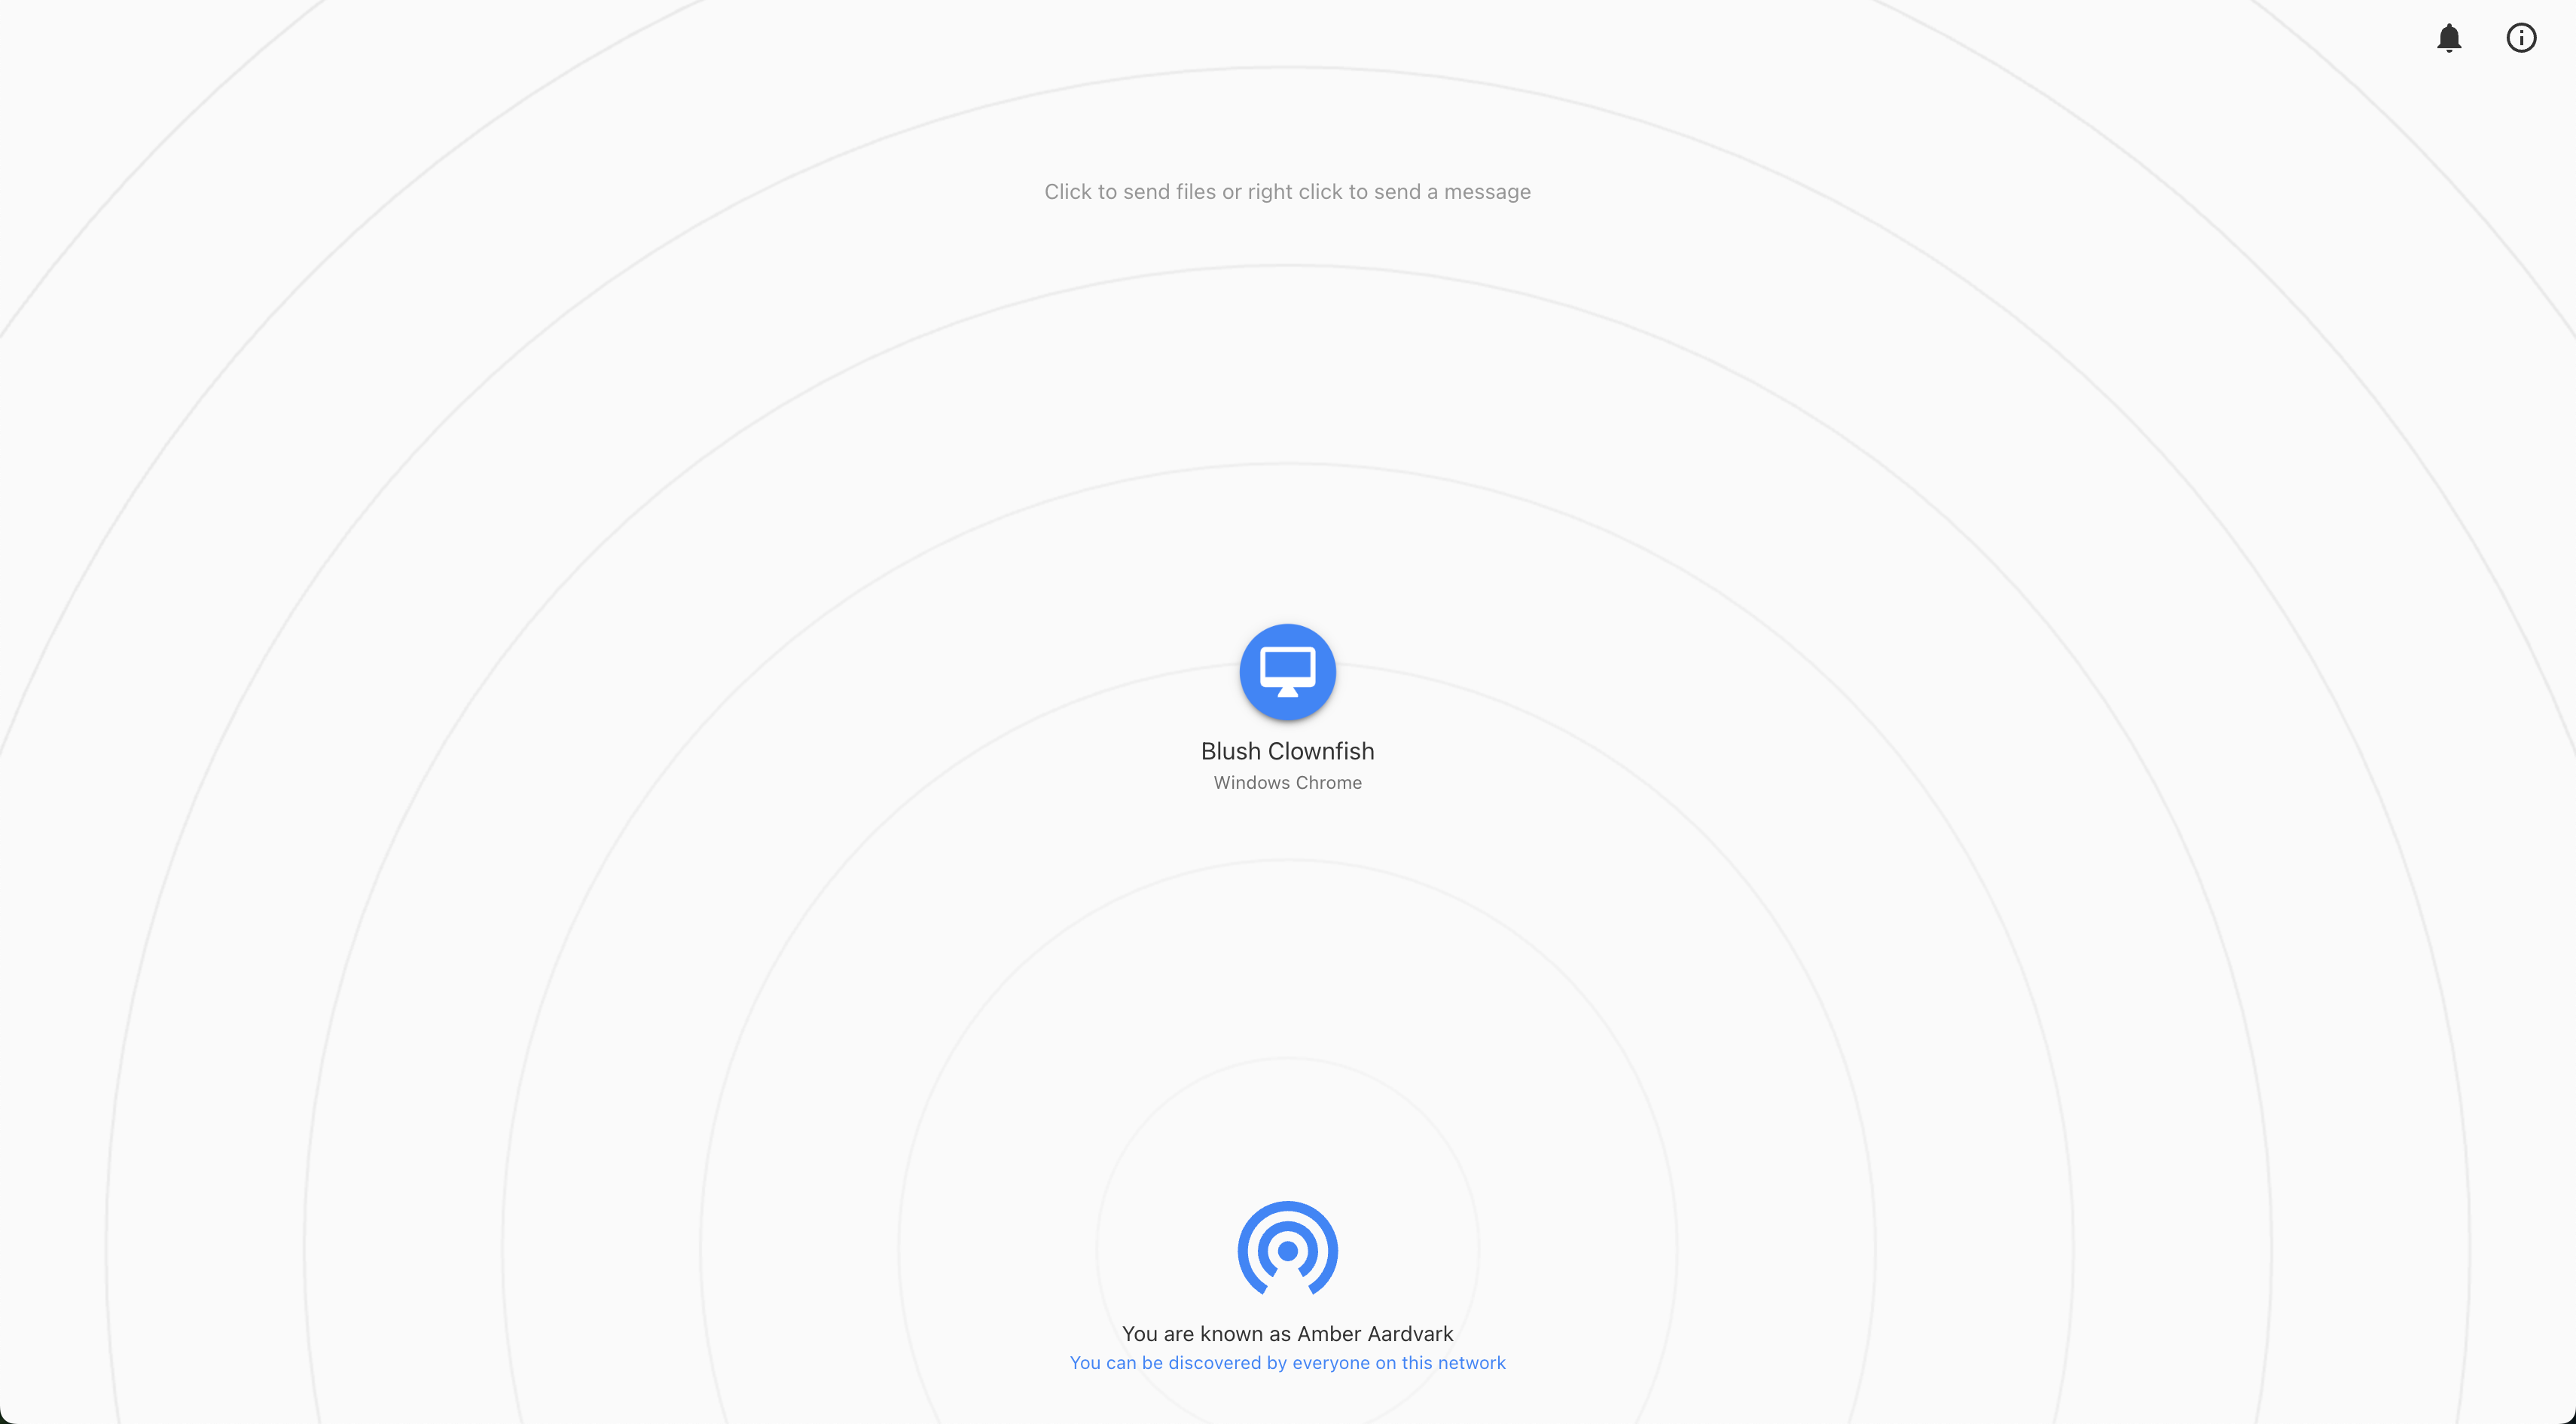 Click to send files or right click to send a message
Blush Clownfish
Windows Chrome
You are known as Amber Aardvark
You can be discovered by everyone on this network